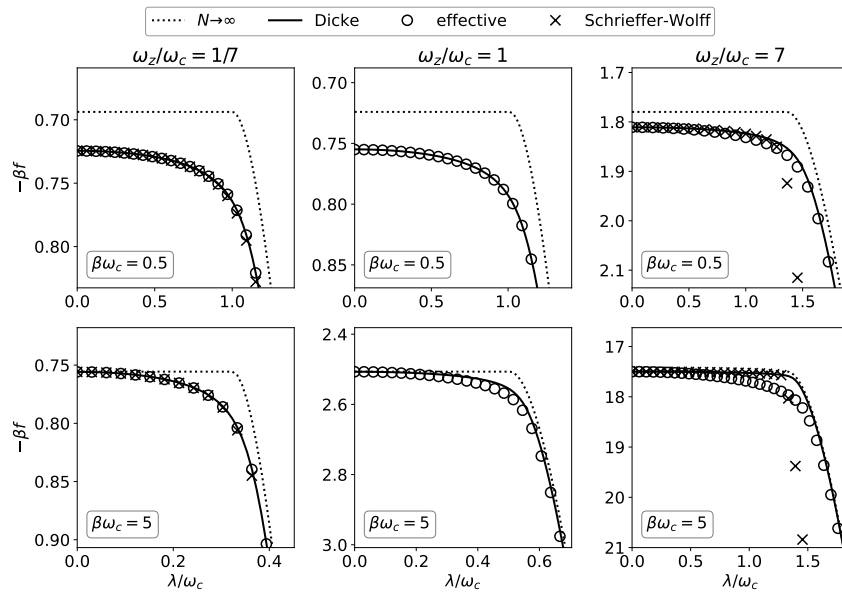 N→∞ Dicke effective Schrieffer-Wolff
ω_z/ω_c = 1/7
ω_z/ω_c = 1
ω_z/ω_c = 7
−βf
0.70
0.75
0.80
βω_c = 0.5
0.0 0.5 1.0
0.70
0.75
0.80
0.85
βω_c = 0.5
0.0 0.5 1.0
1.7
1.8
1.9
2.0
2.1
βω_c = 0.5
0.0 0.5 1.0 1.5
−βf
0.75
0.80
0.85
0.90
βω_c = 5
0.0 0.2 0.4
λ/ω_c
2.4
2.6
2.8
3.0
βω_c = 5
0.0 0.2 0.4 0.6
λ/ω_c
17
18
19
20
21
βω_c = 5
0.0 0.5 1.0 1.5
λ/ω_c